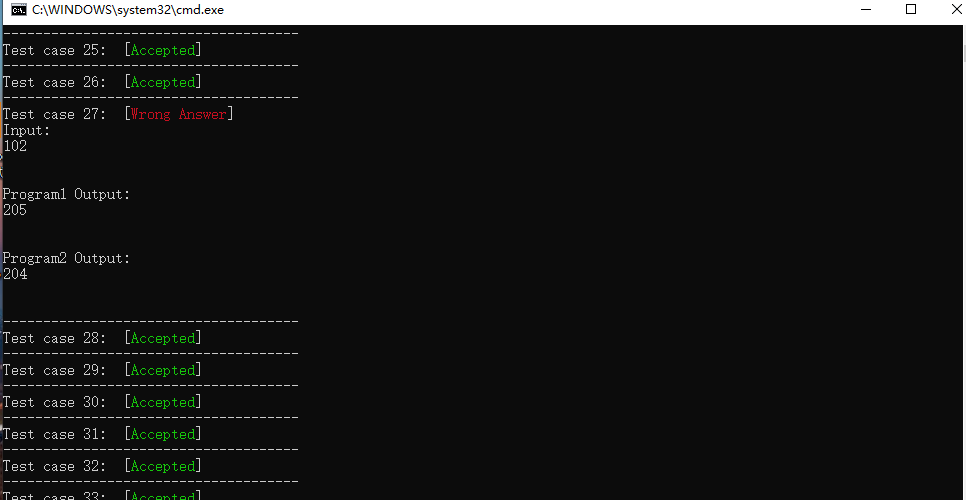 C:\WINDOWS\system32\cmd.exe
-------------------------------------
Test case 25: [Accepted]
-------------------------------------
Test case 26: [Accepted]
-------------------------------------
Test case 27: [Wrong Answer]
Input:
102
Program1 Output:
205
Program2 Output:
204
-------------------------------------
Test case 28: [Accepted]
-------------------------------------
Test case 29: [Accepted]
-------------------------------------
Test case 30: [Accepted]
-------------------------------------
Test case 31: [Accepted]
-------------------------------------
Test case 32: [Accepted]
-------------------------------------
Test case 33: [Accepted]